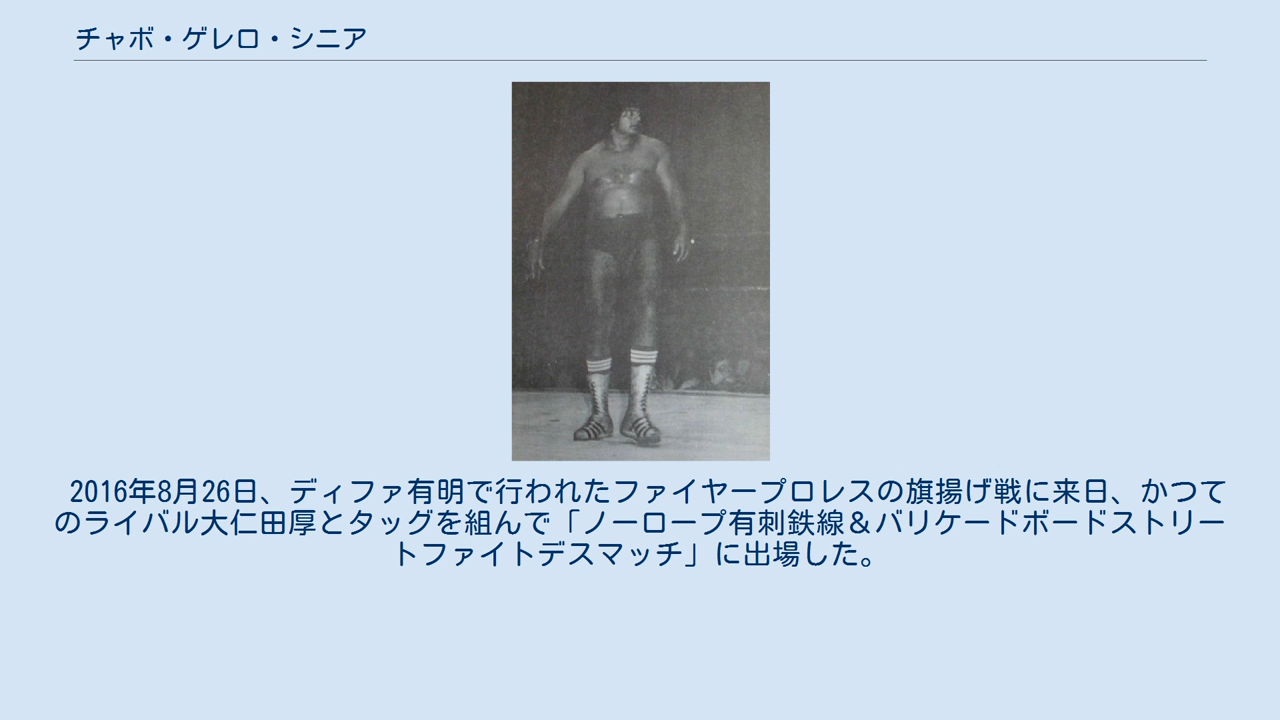 チャボ・ゲレロ・シニア
2016年8月26日、ディファ有明で行われたファイヤープロレスの旗揚げ戦に来日、かつて
のライバル大仁田厚とタッグを組んで「ノーロープ有刺鉄線＆バリケードボードストリー
トファイトデスマッチ」に出場した。